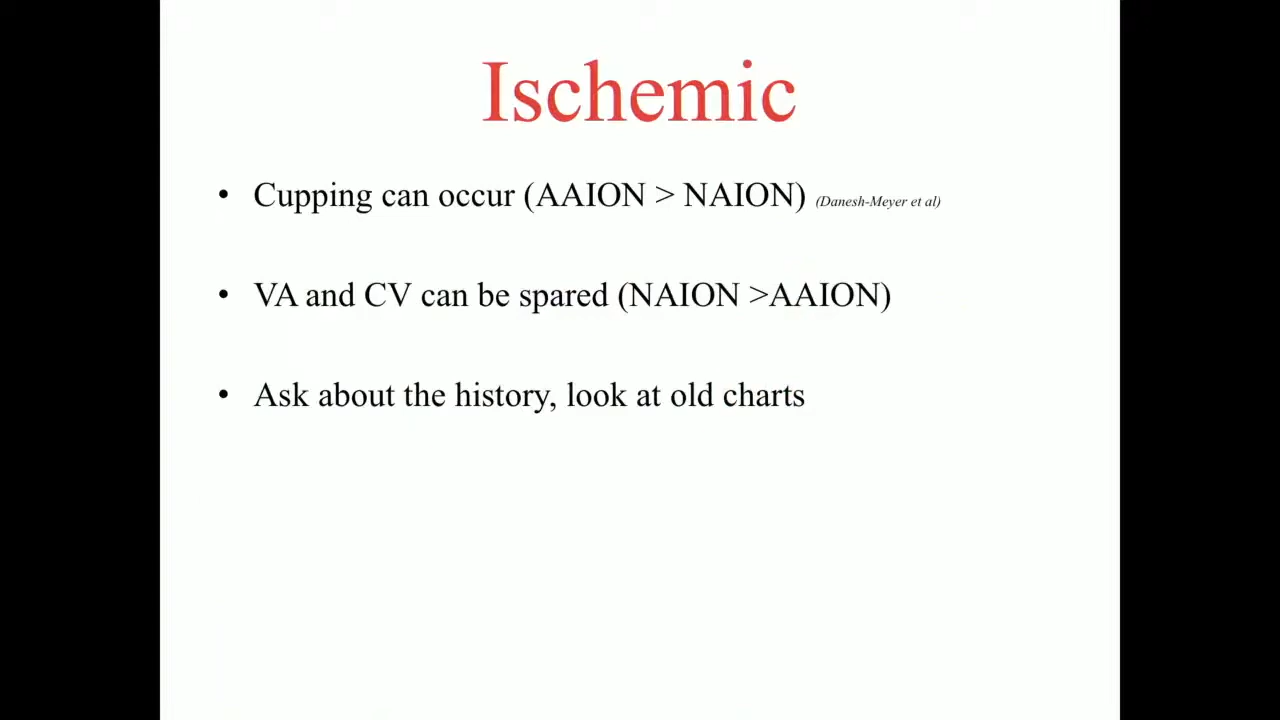 Ischemic
• Cupping can occur (AAION > NAION) (Danesh-Meyer et al)
• VA and CV can be spared (NAION >AAION)
• Ask about the history, look at old charts